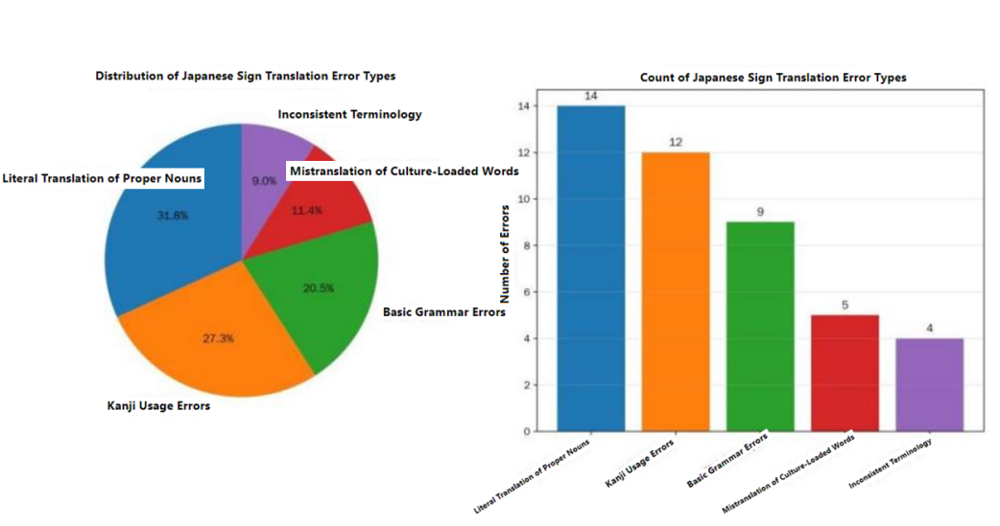 Distribution of Japanese Sign Translation Error Types
Inconsistent Terminology
Mistranslation of Culture-Loaded Words
Literal Translation of Proper Nouns
9.0%
11.4%
31.8%
20.5%
Basic Grammar Errors
27.3%
Kanji Usage Errors
Count of Japanese Sign Translation Error Types
Number of Errors
14
12
10
8
6
4
2
0
14
12
9
5
4
Literal Translation of Proper Nouns
Kanji Usage Errors
Basic Grammar Errors
Mistranslation of Culture-Loaded Words
Inconsistent Terminology